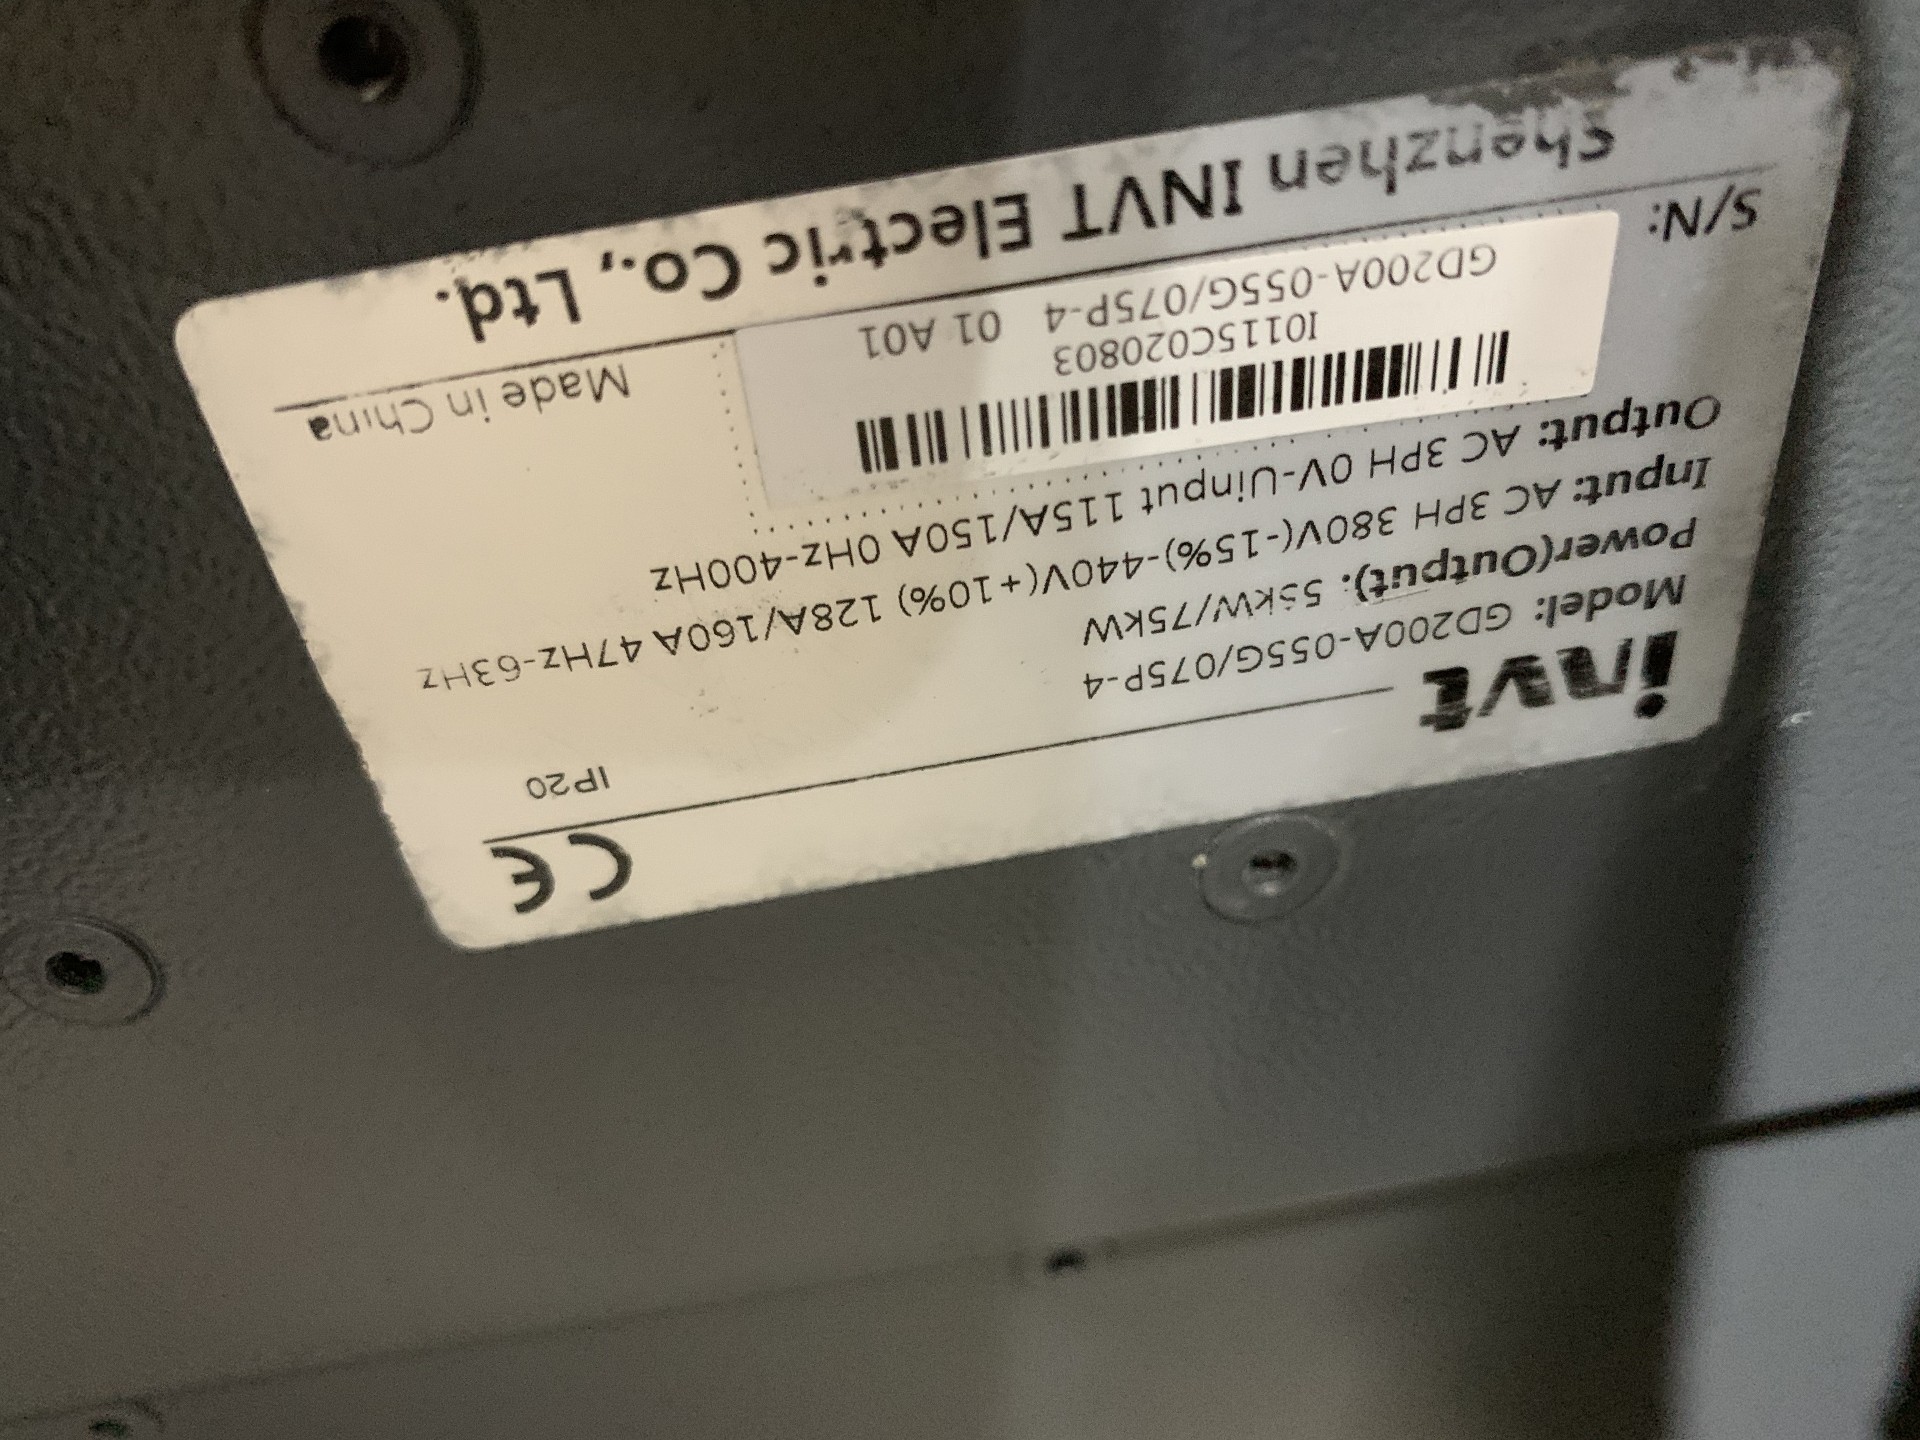 invt
CE
Model: GD200A-055G/075P-4
IP20
Power(Output): 55kW/75kW
Input: AC 3PH 380V(-15%)-440V(+10%) 128A/160A 47Hz-63Hz
Output: AC 3PH 0V-Uinput 115A/150A 0Hz-400Hz
I0115C020803
GD200A-055G/075P-4 01 A01
S/N:
Made in China
Shenzhen INVT Electric Co., Ltd.